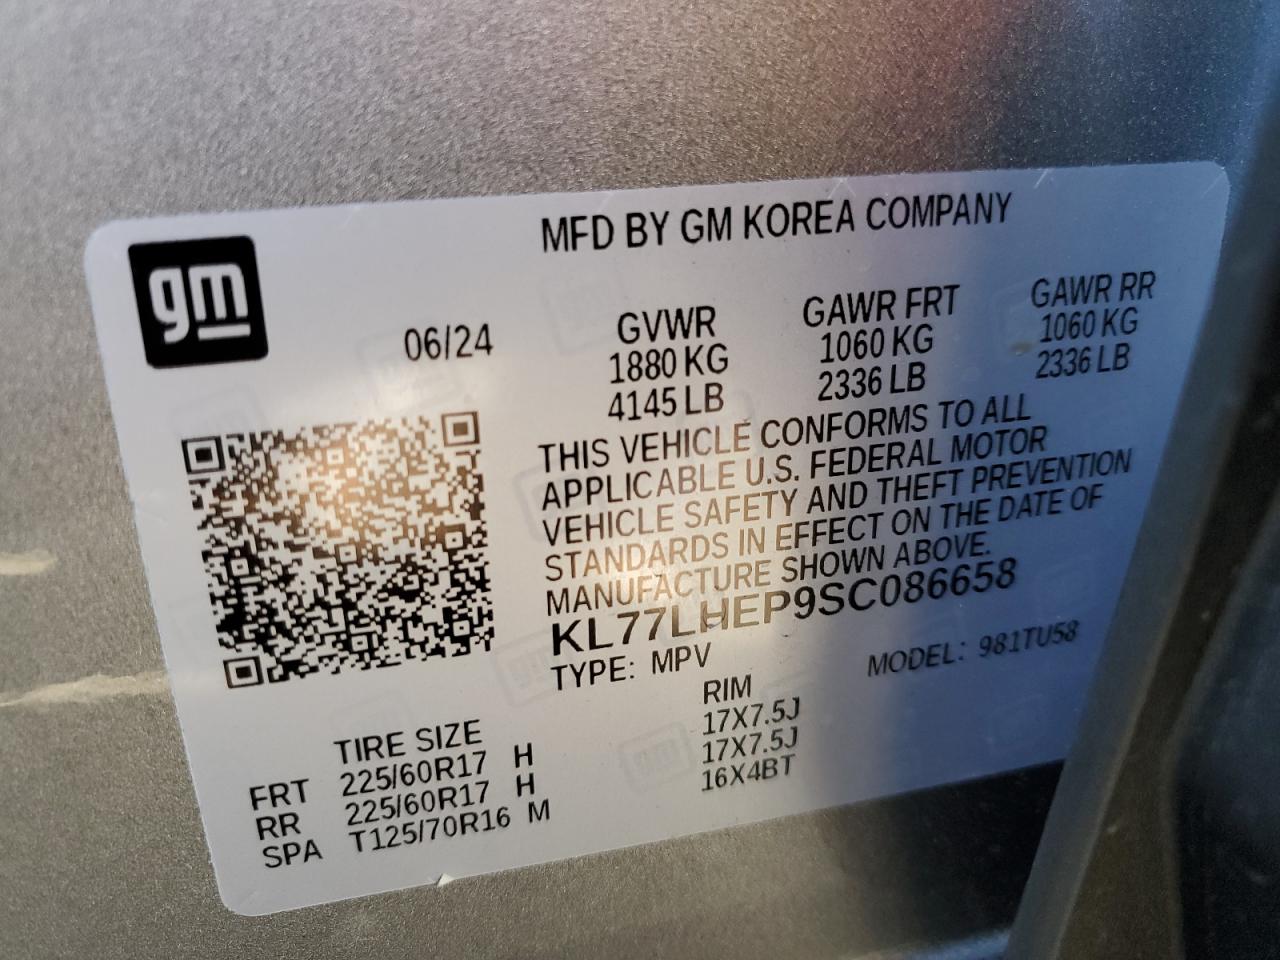 gm
MFD BY GM KOREA COMPANY
06/24
GVWR GAWR FRT GAWR RR
1880 KG 1060 KG 1060 KG
4145 LB 2336 LB 2336 LB
THIS VEHICLE CONFORMS TO ALL
APPLICABLE U.S. FEDERAL MOTOR
VEHICLE SAFETY AND THEFT PREVENTION
STANDARDS IN EFFECT ON THE DATE OF
MANUFACTURE SHOWN ABOVE.
KL77LHEP9SC086658
TYPE: MPV MODEL: 981TU58
TIRE SIZE RIM
FRT 225/60R17 H 17X7.5J
RR 225/60R17 H 17X7.5J
SPA T125/70R16 M 16X4BT